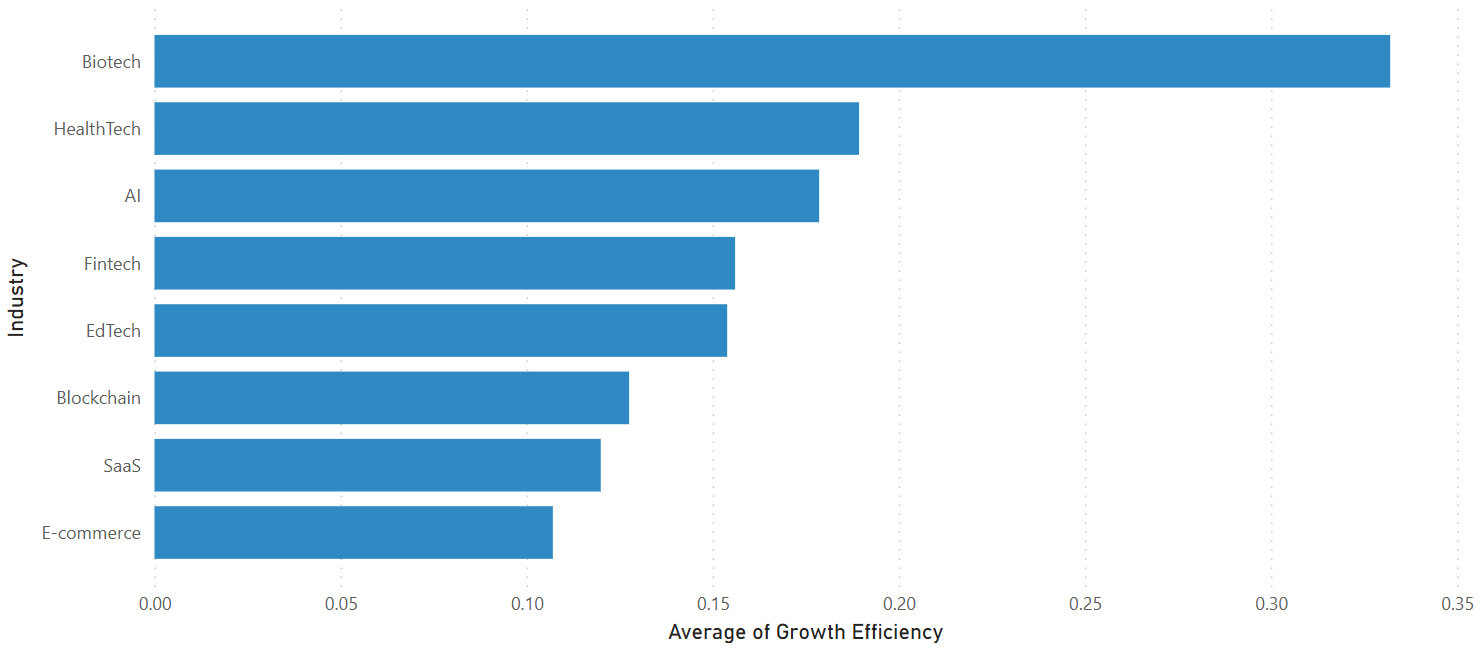 Industry
Biotech
HealthTech
AI
Fintech
EdTech
Blockchain
SaaS
E-commerce
0.00 0.05 0.10 0.15 0.20 0.25 0.30 0.35
Average of Growth Efficiency